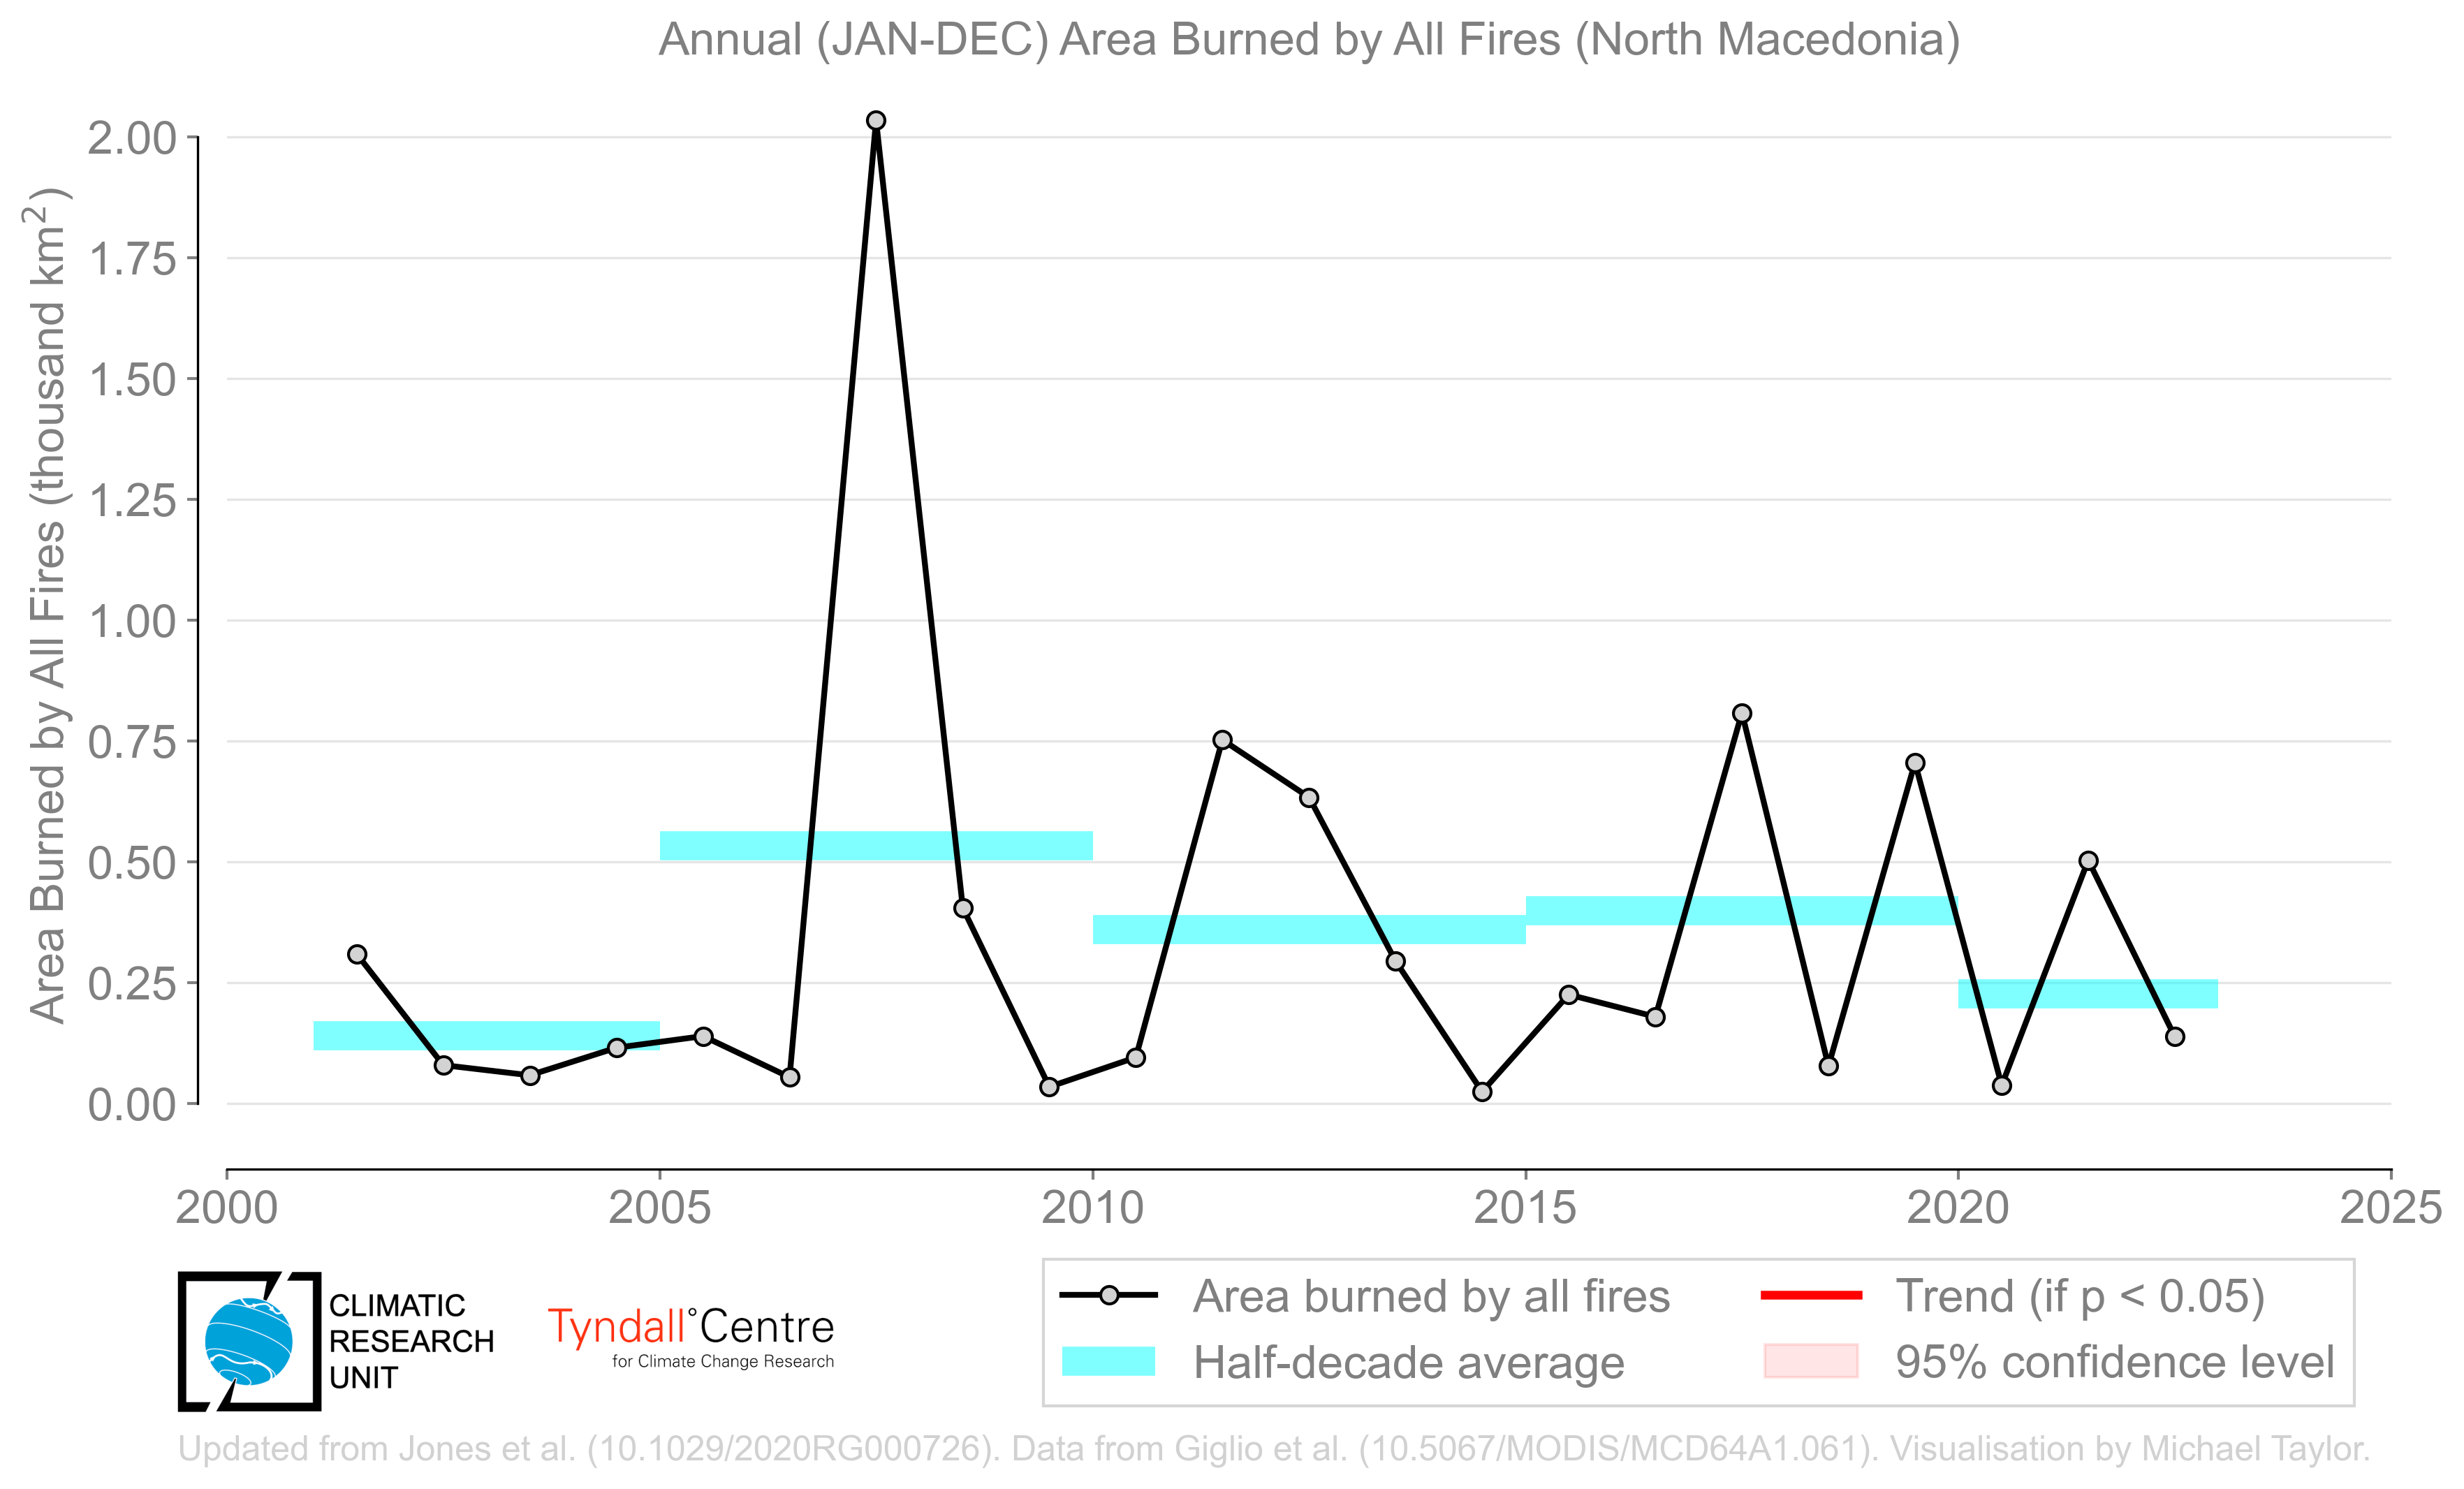 Annual (JAN-DEC) Area Burned by All Fires (North Macedonia)
Area Burned by All Fires (thousand km²)
2.00
1.75
1.50
1.25
1.00
0.75
0.50
0.25
0.00
2000 2005 2010 2015 2020 2025
CLIMATIC
RESEARCH
UNIT
Tyndall°Centre
for Climate Change Research
Area burned by all fires
Half-decade average
Trend (if p < 0.05)
95% confidence level
Updated from Jones et al. (10.1029/2020RG000726). Data from Giglio et al. (10.5067/MODIS/MCD64A1.061). Visualisation by Michael Taylor.